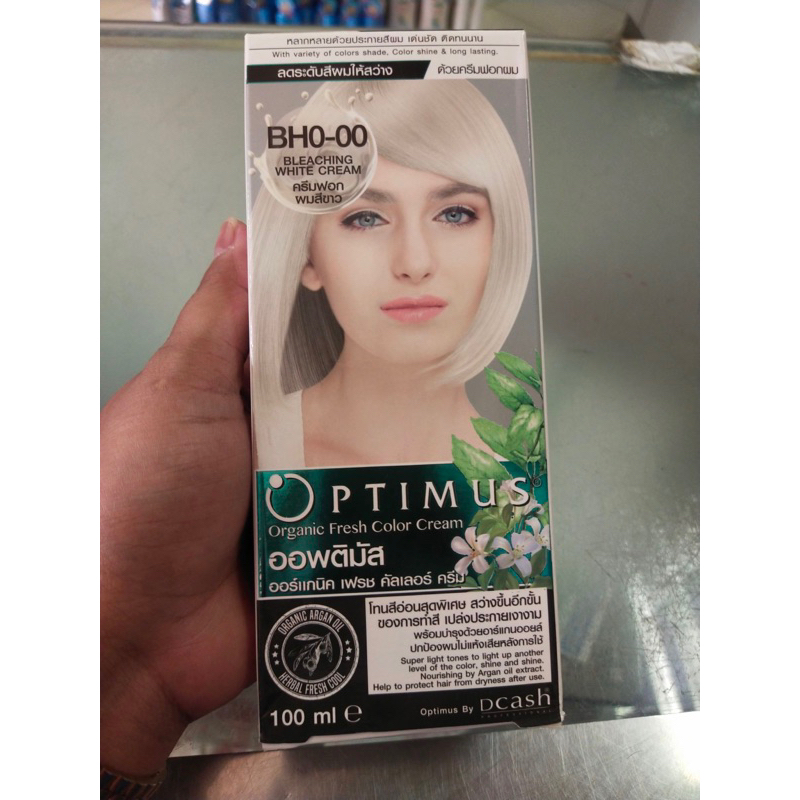 หลากหลายด้วยประกายสีผม เด่นชัด ติดทนนาน
With variety of colors shade, Color shine & long lasting.
ลดระดับสีผมให้สว่าง ด้วยครีมฟอกผม
BH0-00
BLEACHING
WHITE CREAM
ครีมฟอก
ผมสีขาว
OPTIMUS
Organic Fresh Color Cream
ออพติมัส
ออร์แกนิค เฟรช คัลเลอร์ ครีม
โทนสีอ่อนสุดพิเศษ สว่างขึ้นอีกขั้น
ของการทำสี เปล่งประกายเงางาม
พร้อมบำรุงด้วยอาร์แกนออยล์
ปกป้องผมไม่แห้งเสียหลังการใช้
Super light tones to light up another
level of the color, shine and shine.
Nourishing by Argan oil extract.
Help to protect hair from dryness after use.
ORGANIC ARGAN OIL
HERBAL FRESH COOL
100 ml e
Optimus By Dcash
PROFESSIONAL